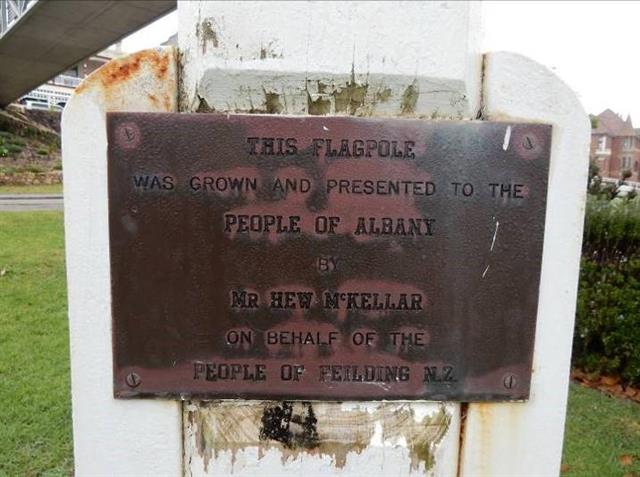 THIS FLAGPOLE
WAS GROWN AND PRESENTED TO THE
PEOPLE OF ALBANY
BY
MR HEW McKELLAR
ON BEHALF OF THE
PEOPLE OF FEILDING N.Z.